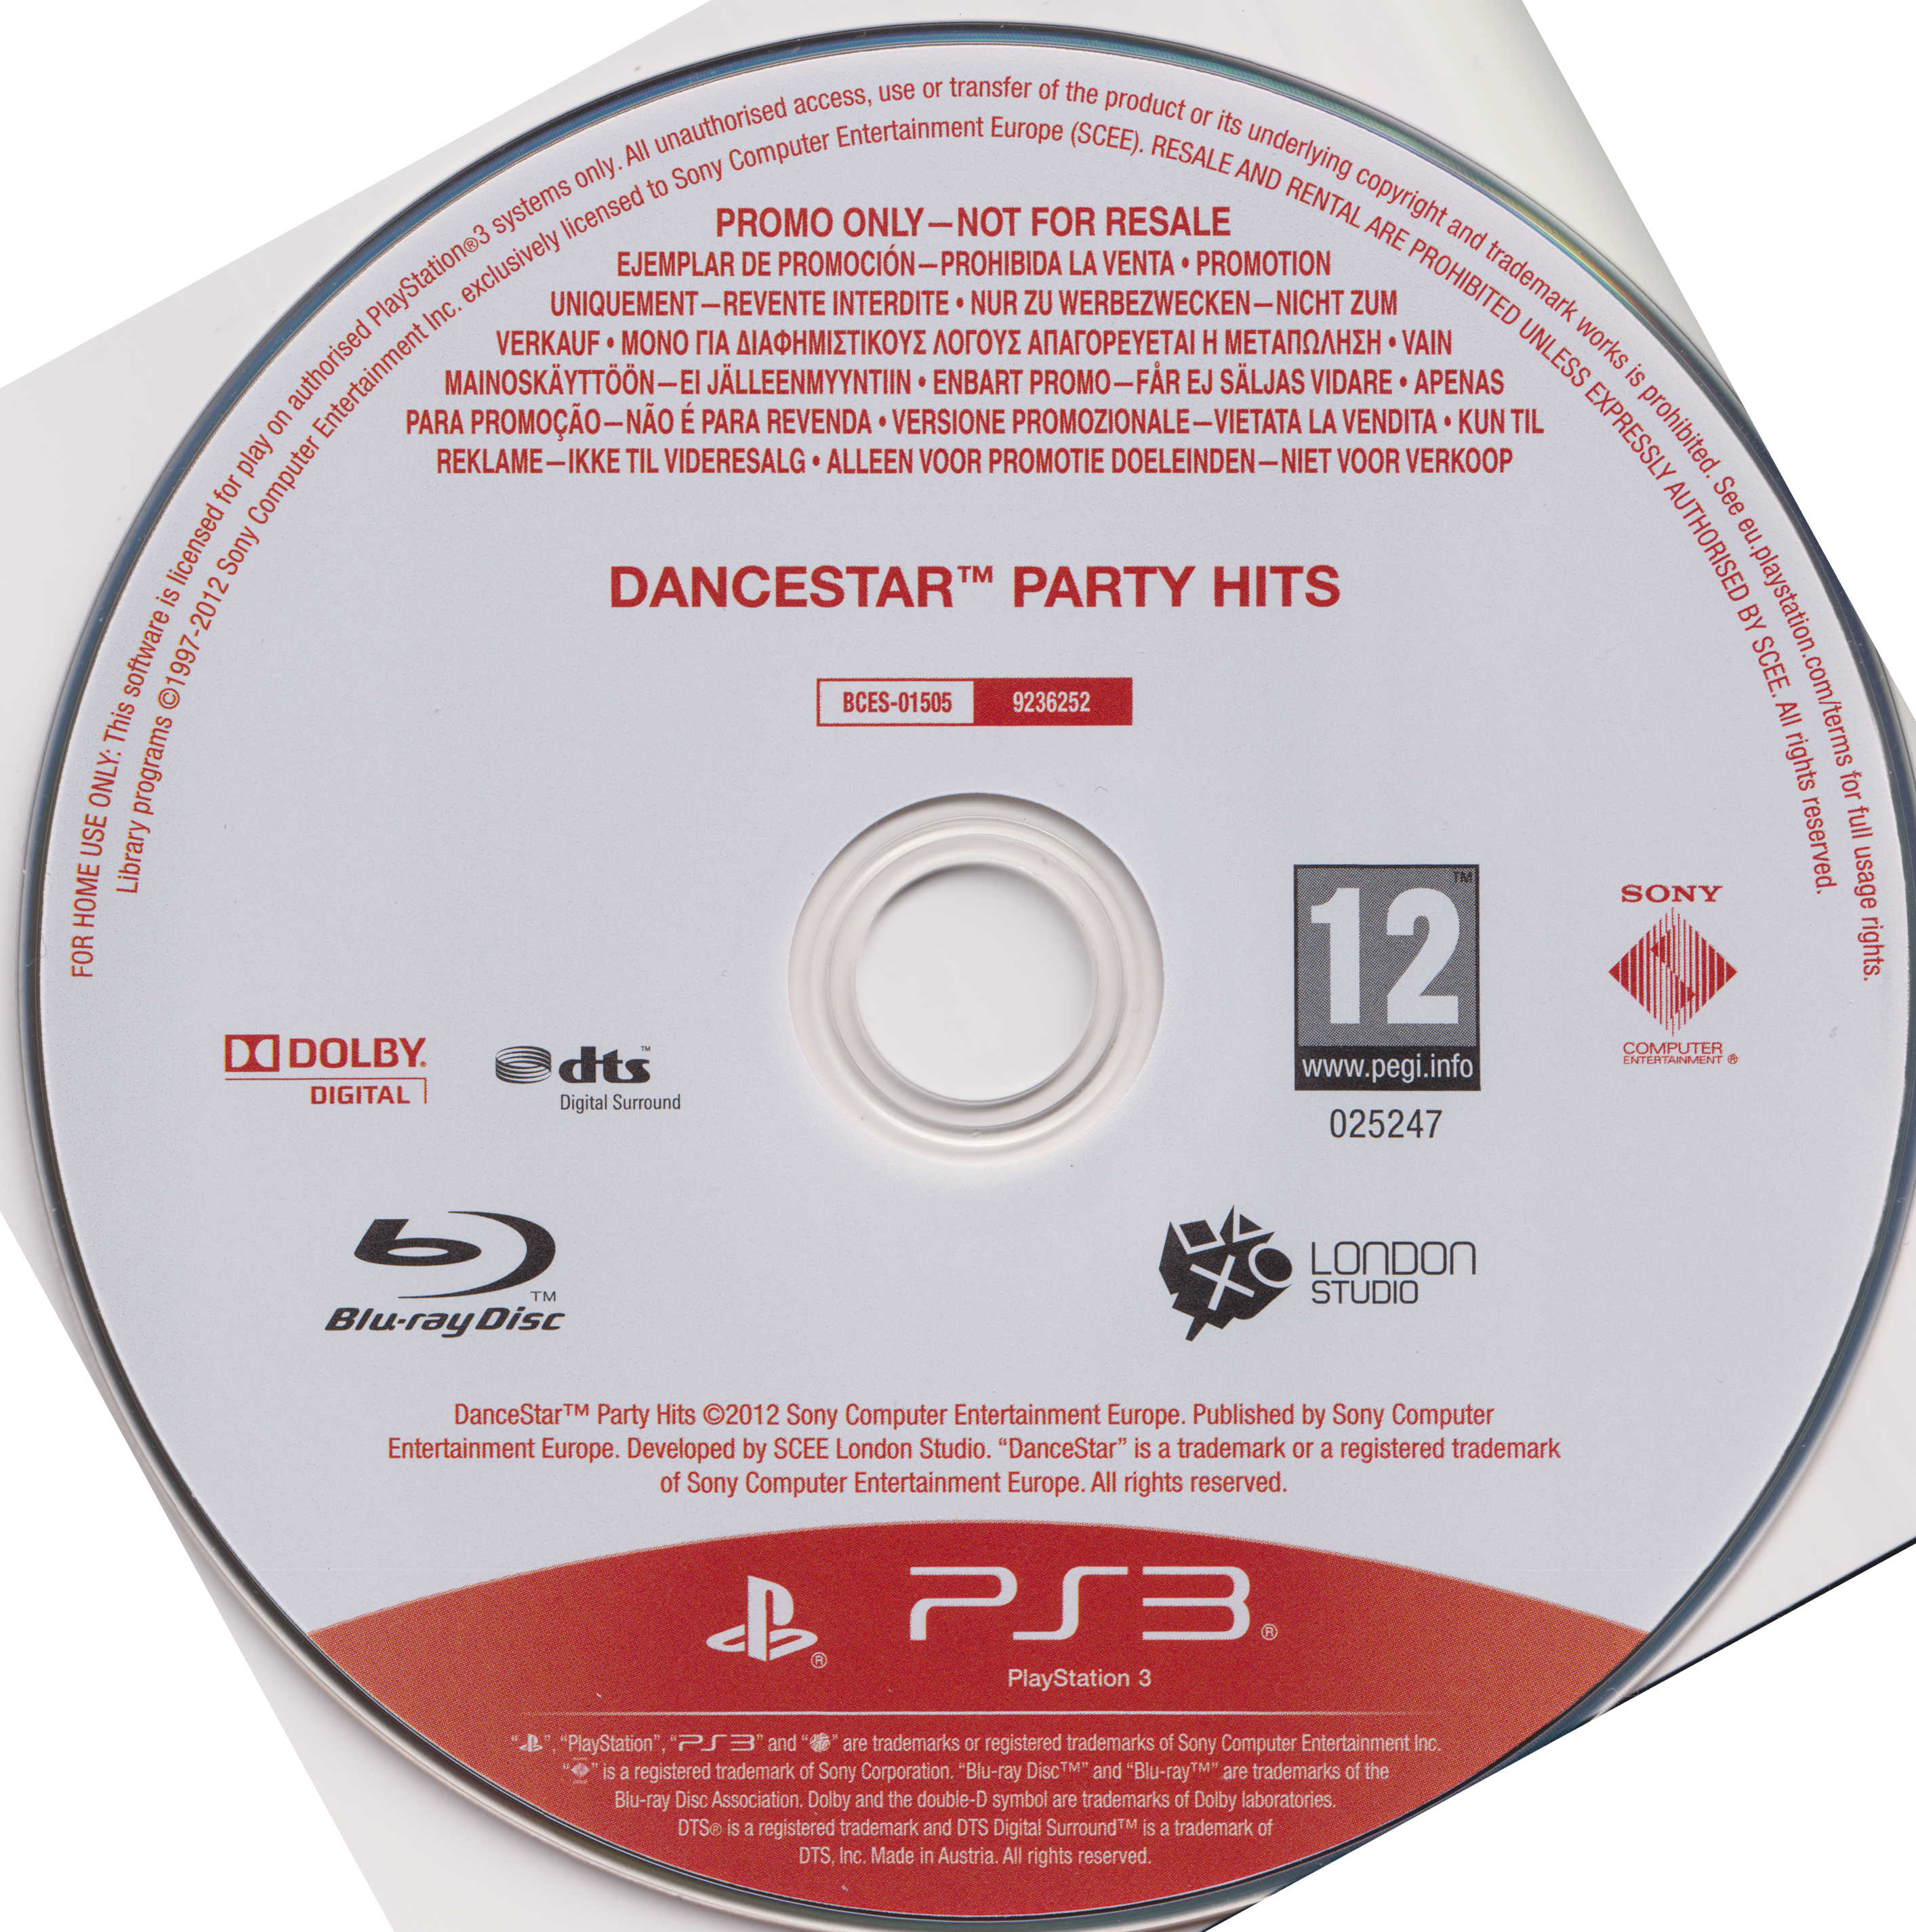 FOR HOME USE ONLY: This software is licensed for play on authorised PlayStation®3 systems only. All unauthorised access, use or transfer of the product or its underlying copyright and trademark works is prohibited. See eu.playstation.com/terms for full usage rights.
Library programs ©1997-2012 Sony Computer Entertainment Inc. exclusively licensed to Sony Computer Entertainment Europe (SCEE). RESALE AND RENTAL ARE PROHIBITED UNLESS EXPRESSLY AUTHORISED BY SCEE. All rights reserved.
PROMO ONLY—NOT FOR RESALE
EJEMPLAR DE PROMOCIÓN—PROHIBIDA LA VENTA • PROMOTION
UNIQUEMENT—REVENTE INTERDITE • NUR ZU WERBEZWECKEN—NICHT ZUM
VERKAUF • ΜΟΝΟ ΓΙΑ ΔΙΑΦΗΜΙΣΤΙΚΟΥΣ ΛΟΓΟΥΣ ΑΠΑΓΟΡΕΥΕΤΑΙ Η ΜΕΤΑΠΩΛΗΣΗ • VAIN
MAINOSKÄYTTÖÖN—EI JÄLLEENMYYNTIIN • ENBART PROMO—FÅR EJ SÄLJAS VIDARE • APENAS
PARA PROMOÇÃO—NÃO É PARA REVENDA • VERSIONE PROMOZIONALE—VIETATA LA VENDITA • KUN TIL
REKLAME—IKKE TIL VIDERESALG • ALLEEN VOOR PROMOTIE DOELEINDEN—NIET VOOR VERKOOP
DANCESTAR™ PARTY HITS
BCES-01505 9236252
12™
www.pegi.info
025247
SONY
COMPUTER
ENTERTAINMENT ®
DOLBY®
DIGITAL
dts™
Digital Surround
Blu-ray Disc™
LONDON
STUDIO
DanceStar™ Party Hits ©2012 Sony Computer Entertainment Europe. Published by Sony Computer
Entertainment Europe. Developed by SCEE London Studio. “DanceStar” is a trademark or a registered trademark
of Sony Computer Entertainment Europe. All rights reserved.
® PS3®
PlayStation 3
“ ”, “PlayStation”, “PS3” and “ ” are trademarks or registered trademarks of Sony Computer Entertainment Inc.
“ ” is a registered trademark of Sony Corporation. “Blu-ray Disc™” and “Blu-ray™” are trademarks of the
Blu-ray Disc Association. Dolby and the double-D symbol are trademarks of Dolby laboratories.
DTS® is a registered trademark and DTS Digital Surround™ is a trademark of
DTS, Inc. Made in Austria. All rights reserved.